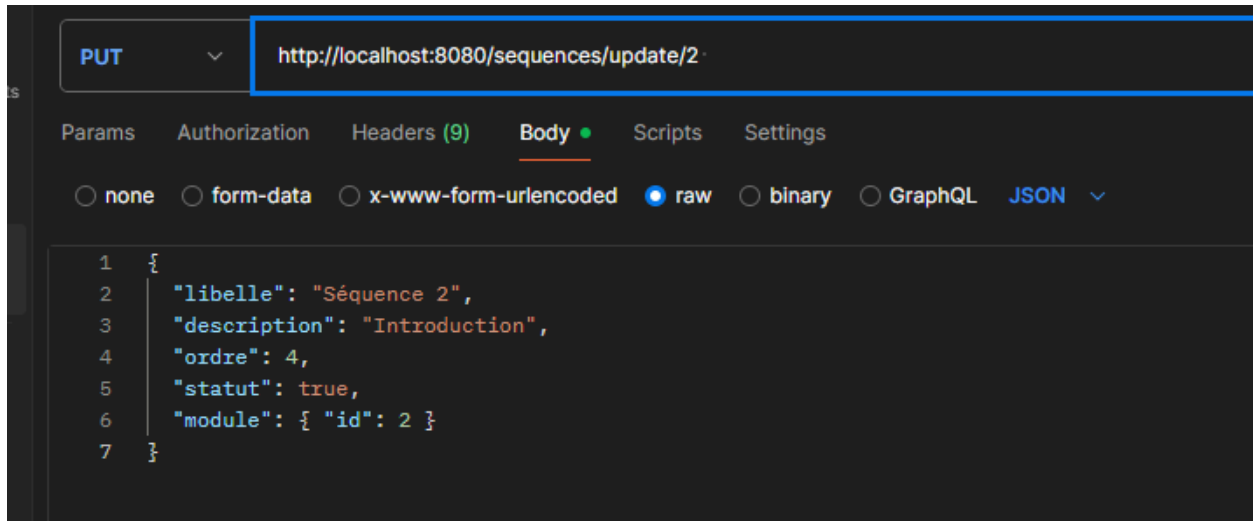 PUT http://localhost:8080/sequences/update/2
ts
Params Authorization Headers (9) Body Scripts Settings
none form-data x-www-form-urlencoded raw binary GraphQL JSON
1 {
2 "libelle": "Séquence 2",
3 "description": "Introduction",
4 "ordre": 4,
5 "statut": true,
6 "module": { "id": 2 }
7 }